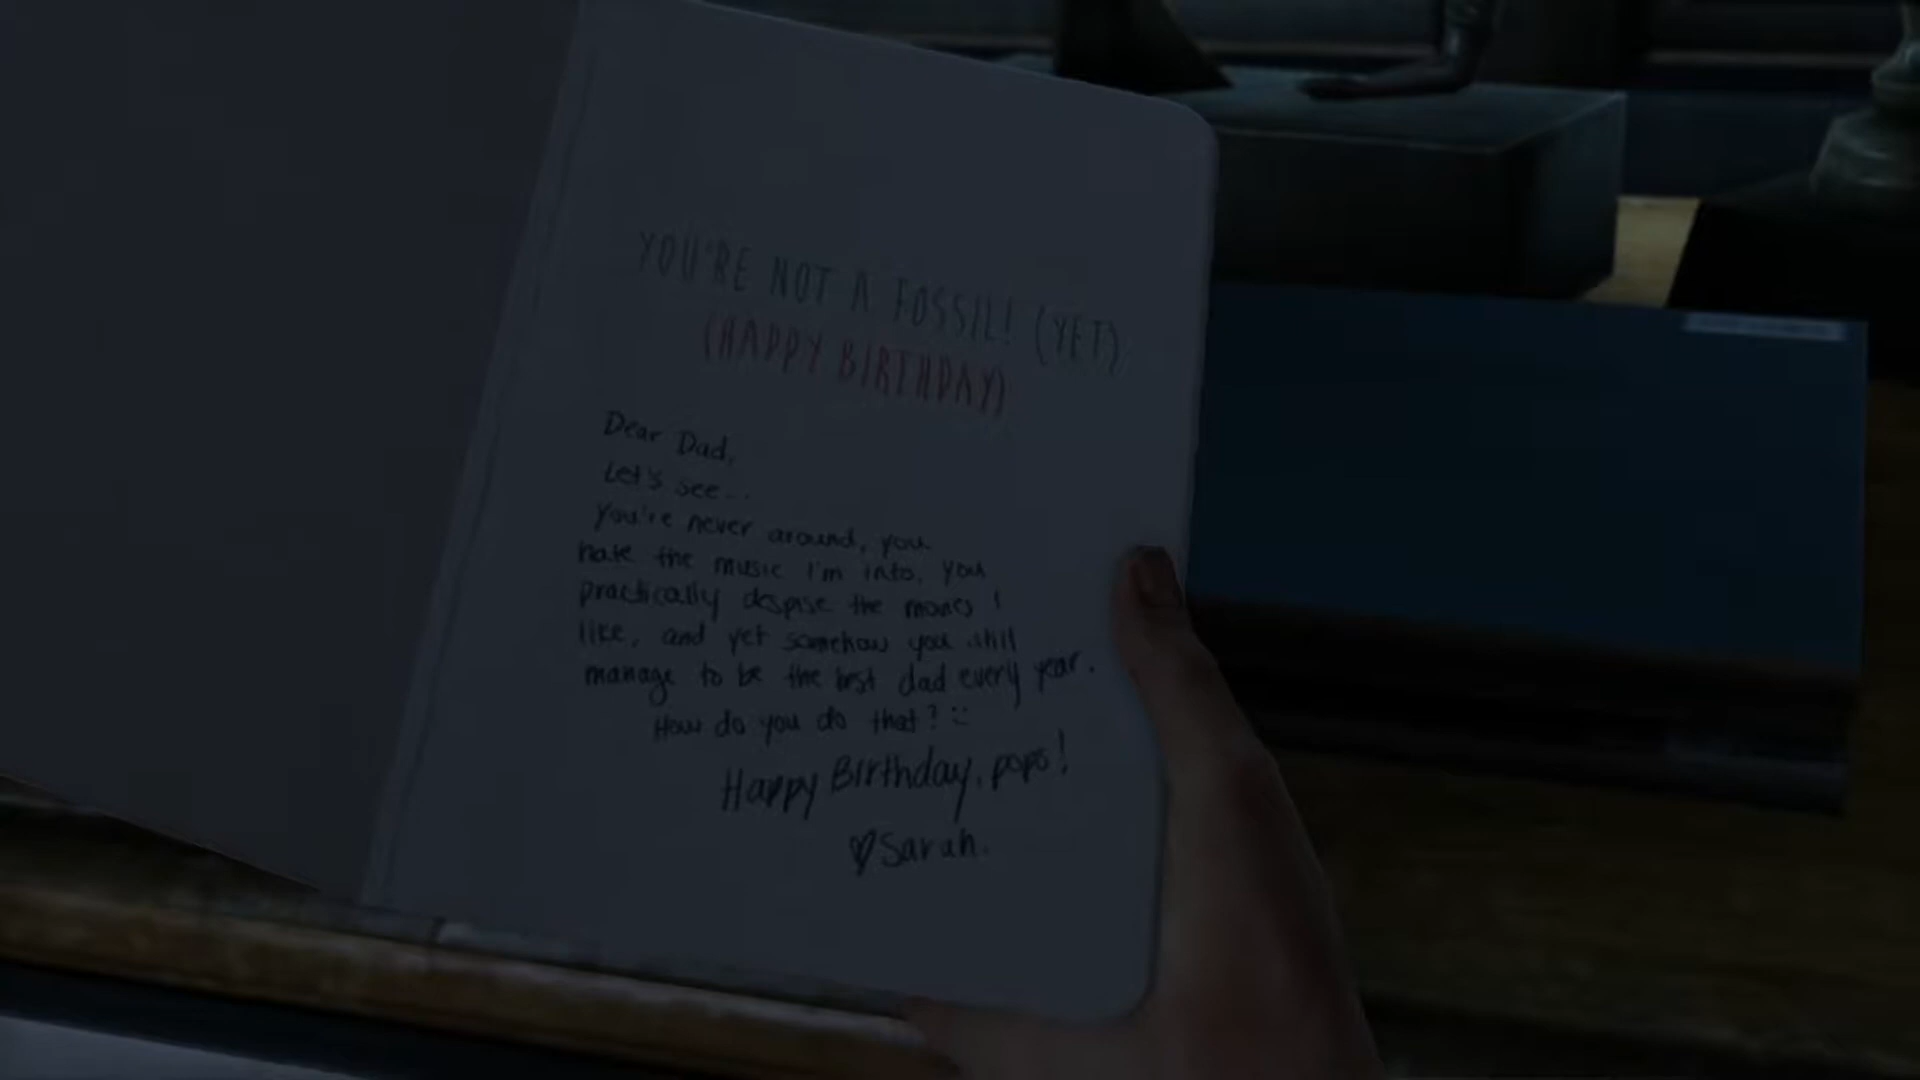 YOU'RE NOT A FOSSIL! (YET)
(HAPPY BIRTHDAY)
Dear Dad,
Let's see...
You're never around, you
hate the music I'm into, you
practically despise the movies I
like, and yet somehow you still
manage to be the best dad every year.
How do you do that? :)
Happy Birthday, pops!
♡ Sarah.